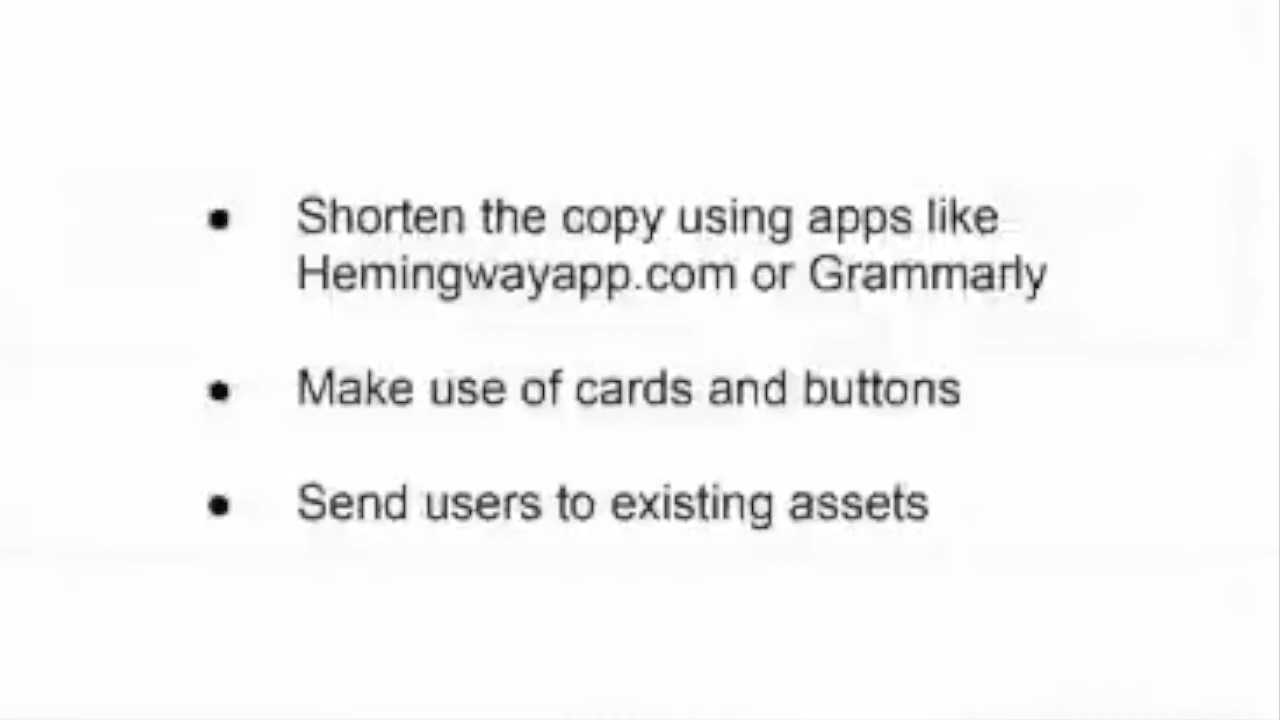 • Shorten the copy using apps like
Hemingwayapp.com or Grammarly
• Make use of cards and buttons
• Send users to existing assets